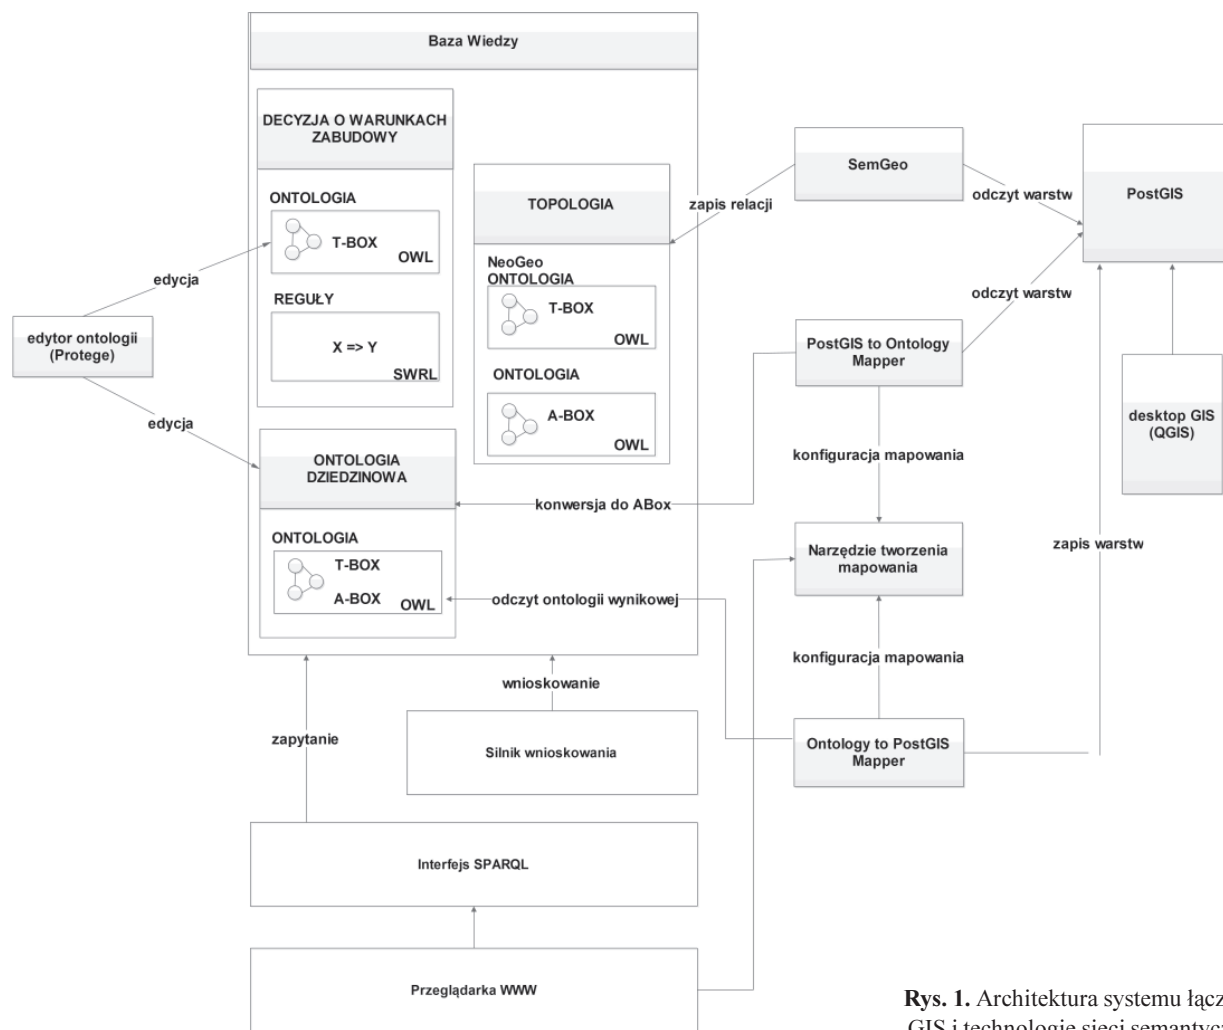 Baza Wiedzy
DECYZJA O WARUNKACH
ZABUDOWY
ONTOLOGIA
T-BOX
OWL
REGUŁY
X => Y
SWRL
TOPOLOGIA
NeoGeo
ONTOLOGIA
T-BOX
OWL
ONTOLOGIA
A-BOX
OWL
ONTOLOGIA
DZIEDZINOWA
ONTOLOGIA
T-BOX
A-BOX
OWL
edycja
edytor ontologii
(Protege)
edycja
SemGeo
zapis relacji
odczyt warstw
PostGIS
odczyt warstw
PostGIS to Ontology
Mapper
desktop GIS
(QGIS)
konfiguracja mapowania
konwersja do ABox
Narzędzie tworzenia
mapowania
zapis warstw
odczyt ontologii wynikowej
konfiguracja mapowania
wnioskowanie
zapytanie
Silnik wnioskowania
Ontology to PostGIS
Mapper
Interfejs SPARQL
Przeglądarka WWW
Rys. 1. Architektura systemu łącz
GIS i technologie sieci